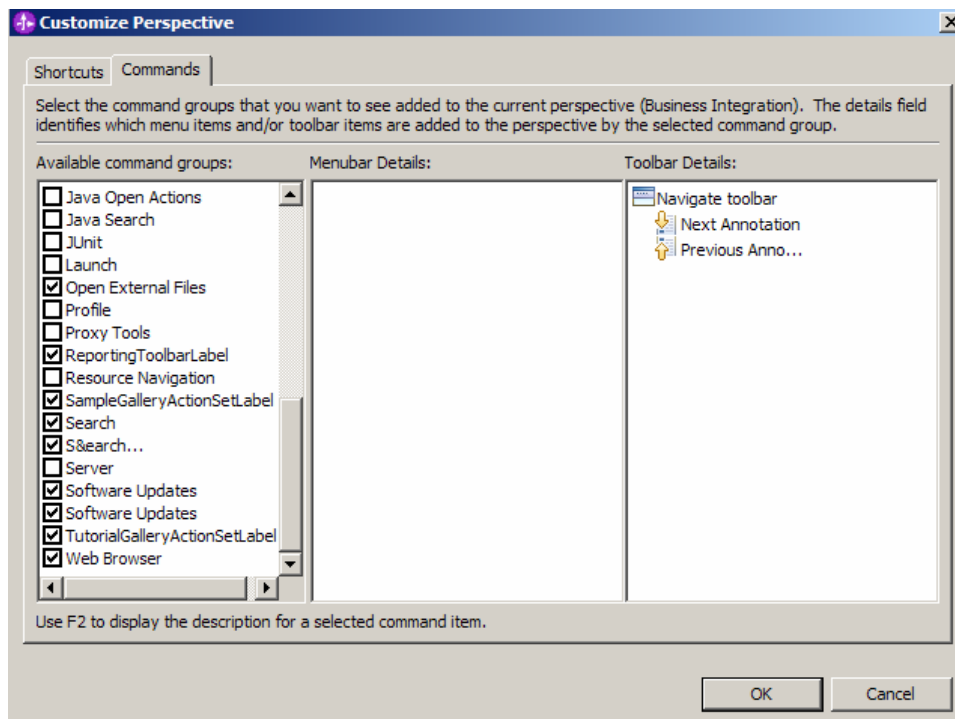 Customize Perspective
Shortcuts
Commands
Select the command groups that you want to see added to the current perspective (Business Integration).  The details field
identifies which menu items and/or toolbar items are added to the perspective by the selected command group.
Available command groups:
Menubar Details:
Toolbar Details:
Java Open Actions
Java Search
JUnit
Launch
Open External Files
Profile
Proxy Tools
ReportingToolbarLabel
Resource Navigation
SampleGalleryActionSetLabel
Search
S&earch...
Server
Software Updates
Software Updates
TutorialGalleryActionSetLabel
Web Browser
Navigate toolbar
Next Annotation
Previous Anno...
Use F2 to display the description for a selected command item.
OK
Cancel